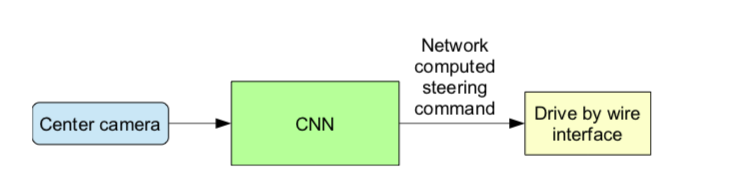 Center camera
CNN
Network
computed
steering
command
Drive by wire
interface